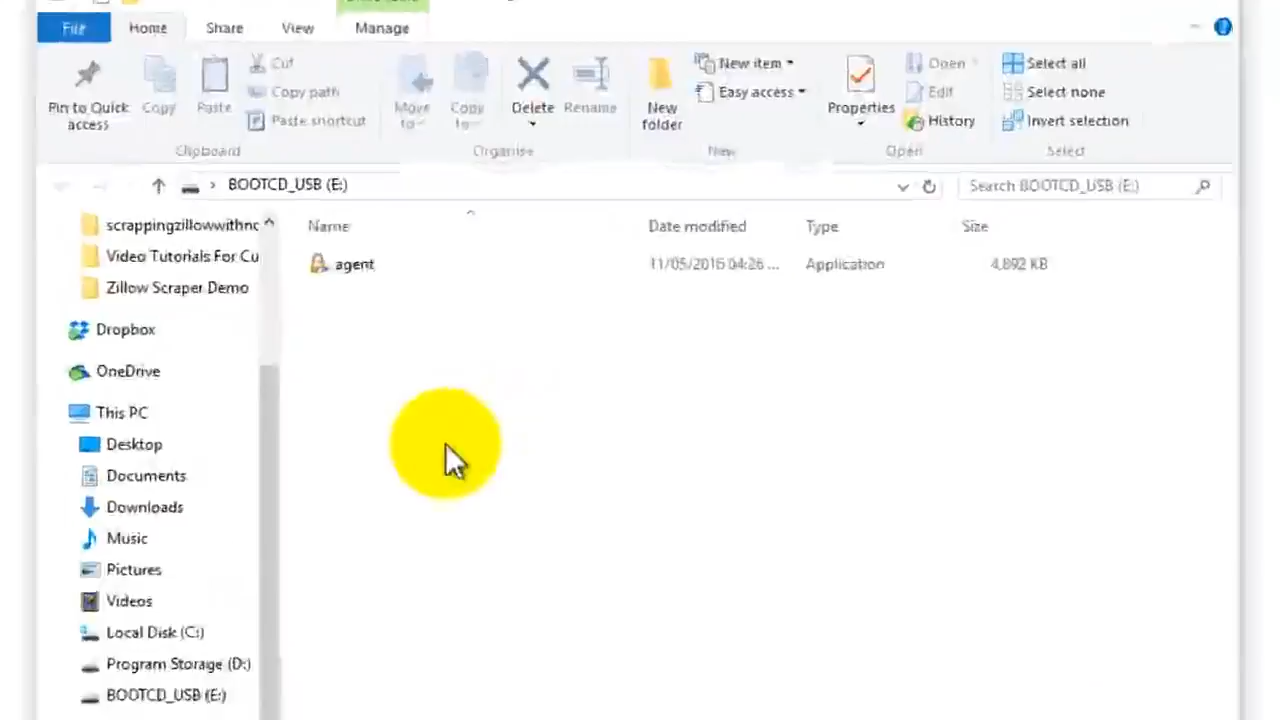 File Home Share View Manage
Pin to Quick access
Copy
Paste
Cut
Copy path
Paste shortcut
Clipboard
Move to
Copy to
Delete
Rename
Organise
New folder
New item
Easy access
New
Properties
Open
Edit
History
Open
Select all
Select none
Invert selection
Select
BOOTCD_USB (E:)
Search BOOTCD_USB (E:)
Name Date modified Type Size
agent 11/05/2016 04:26 ... Application 4,892 KB
scrappingzillowwithnc
Video Tutorials For Cu
Zillow Scraper Demo
Dropbox
OneDrive
This PC
Desktop
Documents
Downloads
Music
Pictures
Videos
Local Disk (C:)
Program Storage (D:)
BOOTCD_USB (E:)